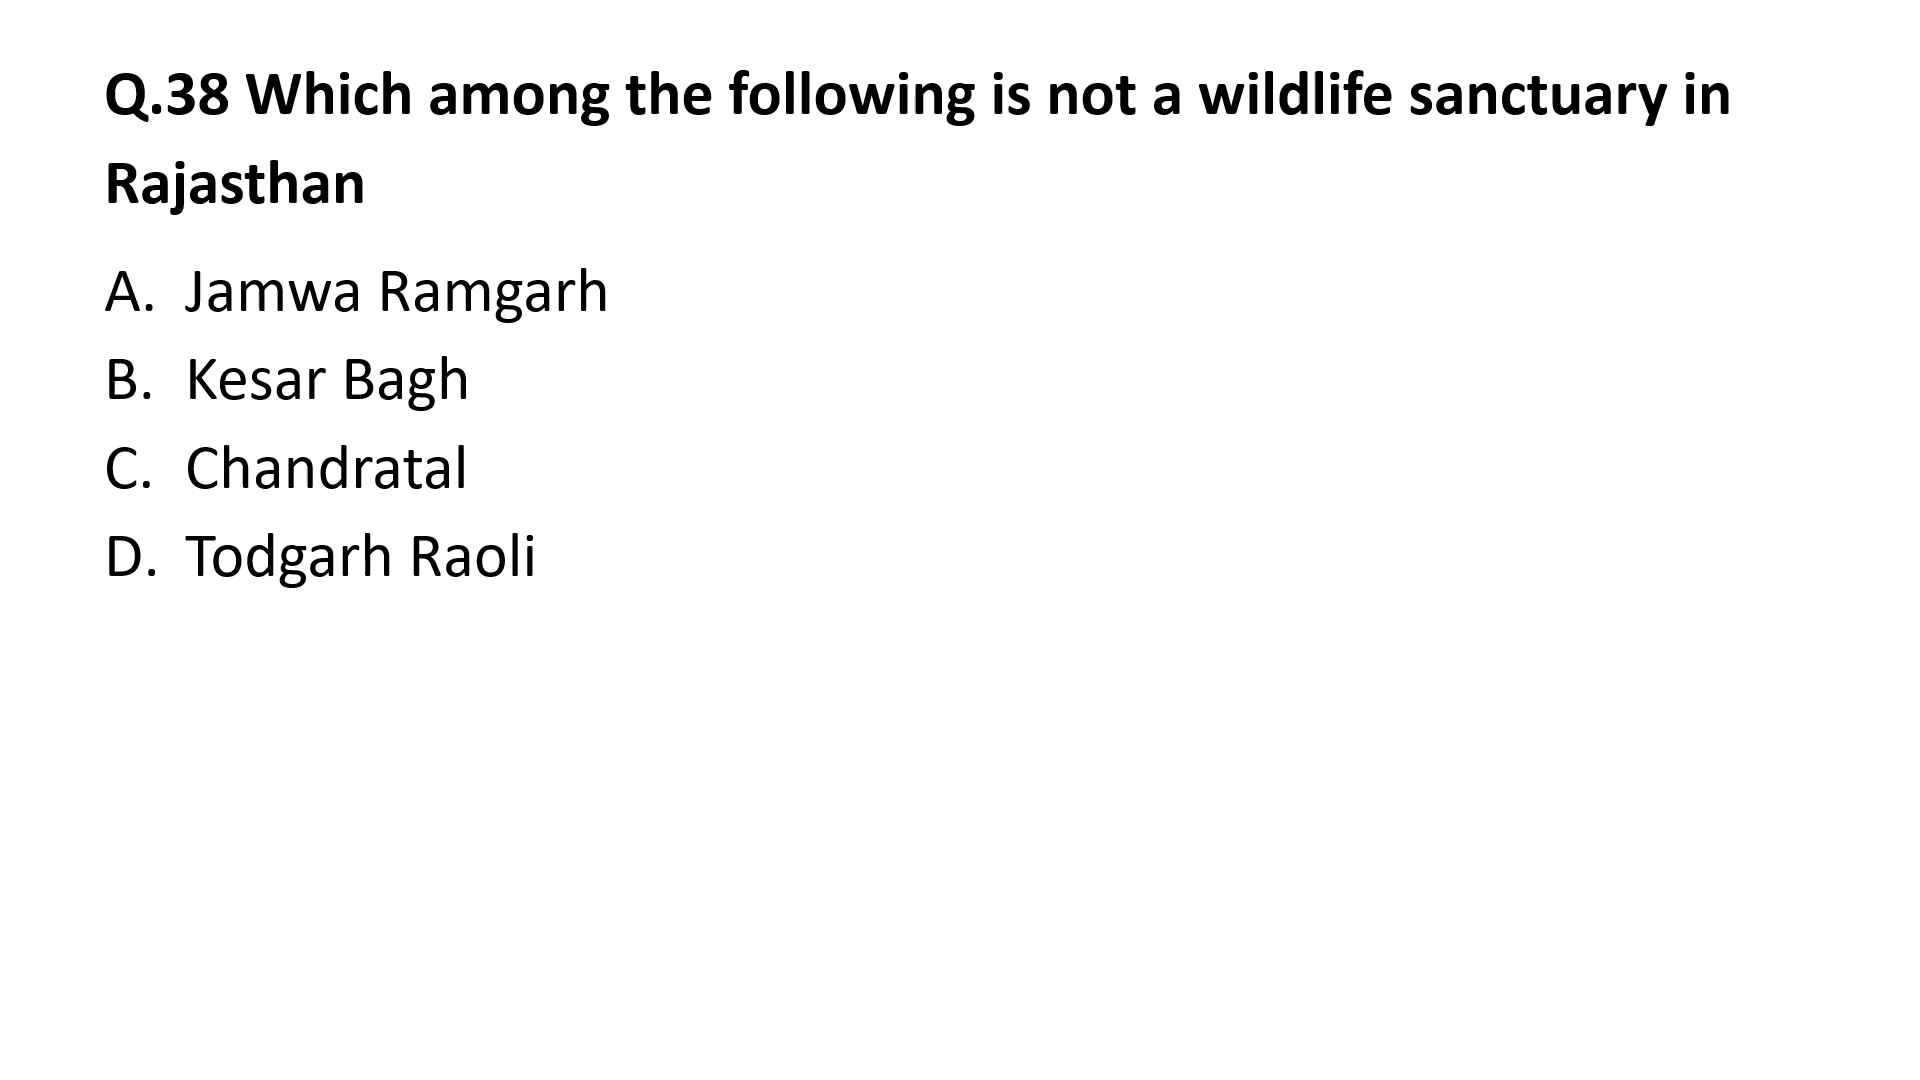 Q.38 Which among the following is not a wildlife sanctuary in
Rajasthan
A. Jamwa Ramgarh
B. Kesar Bagh
C. Chandratal
D. Todgarh Raoli